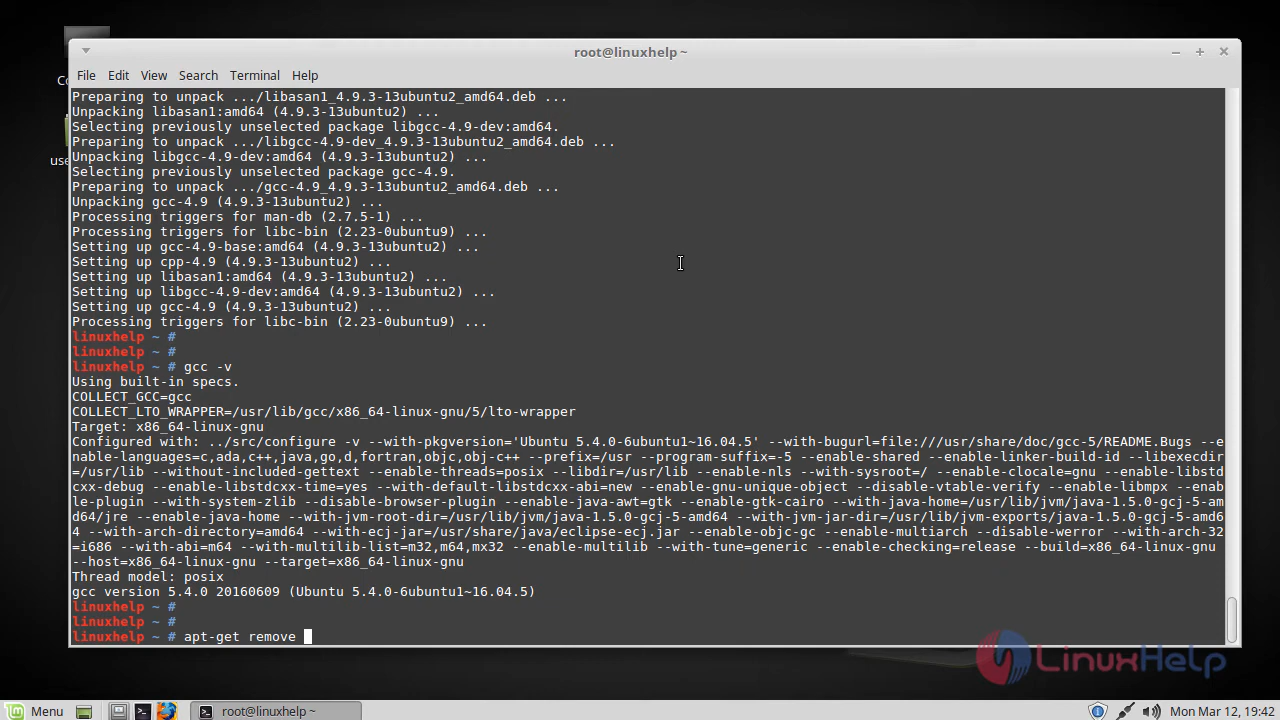 root@linuxhelp ~
File Edit View Search Terminal Help
Preparing to unpack .../libasan1_4.9.3-13ubuntu2_amd64.deb ...
Unpacking libasan1:amd64 (4.9.3-13ubuntu2) ...
Selecting previously unselected package libgcc-4.9-dev:amd64.
Preparing to unpack .../libgcc-4.9-dev_4.9.3-13ubuntu2_amd64.deb ...
Unpacking libgcc-4.9-dev:amd64 (4.9.3-13ubuntu2) ...
Selecting previously unselected package gcc-4.9.
Preparing to unpack .../gcc-4.9_4.9.3-13ubuntu2_amd64.deb ...
Unpacking gcc-4.9 (4.9.3-13ubuntu2) ...
Processing triggers for man-db (2.7.5-1) ...
Processing triggers for libc-bin (2.23-0ubuntu9) ...
Setting up gcc-4.9-base:amd64 (4.9.3-13ubuntu2) ...
Setting up cpp-4.9 (4.9.3-13ubuntu2) ...
Setting up libasan1:amd64 (4.9.3-13ubuntu2) ...
Setting up libgcc-4.9-dev:amd64 (4.9.3-13ubuntu2) ...
Setting up gcc-4.9 (4.9.3-13ubuntu2) ...
Processing triggers for libc-bin (2.23-0ubuntu9) ...
linuxhelp ~ #
linuxhelp ~ #
linuxhelp ~ # gcc -v
Using built-in specs.
COLLECT_GCC=gcc
COLLECT_LTO_WRAPPER=/usr/lib/gcc/x86_64-linux-gnu/5/lto-wrapper
Target: x86_64-linux-gnu
Configured with: ../src/configure -v --with-pkgversion='Ubuntu 5.4.0-6ubuntu1~16.04.5' --with-bugurl=file:///usr/share/doc/gcc-5/README.Bugs --e
nable-languages=c,ada,c++,java,go,d,fortran,objc,obj-c++ --prefix=/usr --program-suffix=-5 --enable-shared --enable-linker-build-id --libexecdir
=/usr/lib --without-included-gettext --enable-threads=posix --libdir=/usr/lib --enable-nls --with-sysroot=/ --enable-clocale=gnu --enable-libstd
cxx-debug --enable-libstdcxx-time=yes --with-default-libstdcxx-abi=new --enable-gnu-unique-object --disable-vtable-verify --enable-libmpx --enab
le-plugin --with-system-zlib --disable-browser-plugin --enable-java-awt=gtk --enable-gtk-cairo --with-java-home=/usr/lib/jvm/java-1.5.0-gcj-5-am
d64/jre --enable-java-home --with-jvm-root-dir=/usr/lib/jvm/java-1.5.0-gcj-5-amd64 --with-jvm-jar-dir=/usr/lib/jvm-exports/java-1.5.0-gcj-5-amd6
4 --with-arch-directory=amd64 --with-ecj-jar=/usr/share/java/eclipse-ecj.jar --enable-objc-gc --enable-multiarch --disable-werror --with-arch-32
=i686 --with-abi=m64 --with-multilib-list=m32,m64,mx32 --enable-multilib --with-tune=generic --enable-checking=release --build=x86_64-linux-gnu
--host=x86_64-linux-gnu --target=x86_64-linux-gnu
Thread model: posix
gcc version 5.4.0 20160609 (Ubuntu 5.4.0-6ubuntu1~16.04.5)
linuxhelp ~ #
linuxhelp ~ #
linuxhelp ~ # apt-get remove
LinuxHelp
Menu root@linuxhelp ~ Mon Mar 12, 19:42